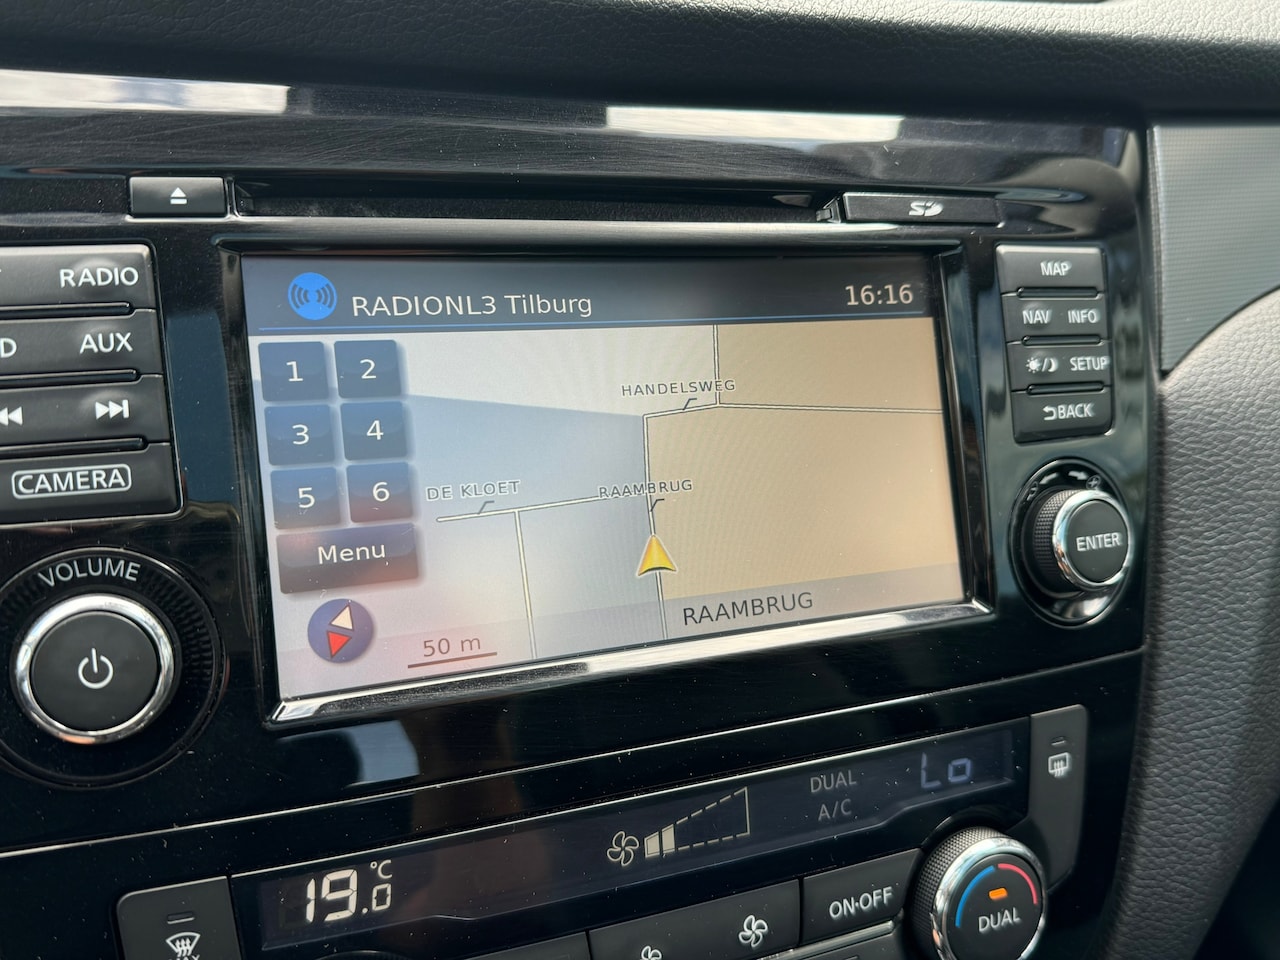 SD
RADIO
AUX
D
CAMERA
VOLUME
RADIONL3 Tilburg
16:16
1 2
3 4
5 6
Menu
HANDELSWEG
DE KLOET
RAAMBRUG
RAAMBRUG
50 m
MAP
NAV INFO
SETUP
BACK
ENTER
DUAL
A/C
Lo
19.0 °C
ON·OFF
DUAL